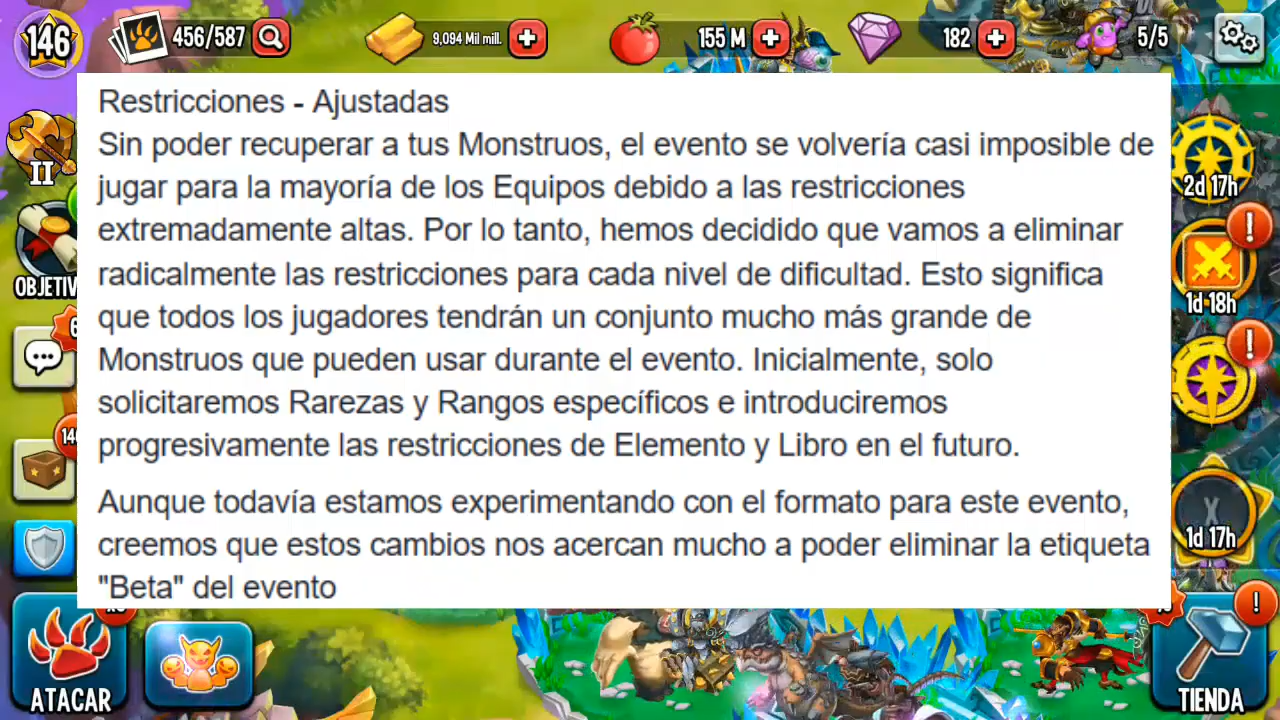 146
456/587
9,094 Mil mill.
155 M
182
5/5
Restricciones - Ajustadas
Sin poder recuperar a tus Monstruos, el evento se volvería casi imposible de
jugar para la mayoría de los Equipos debido a las restricciones
extremadamente altas. Por lo tanto, hemos decidido que vamos a eliminar
radicalmente las restricciones para cada nivel de dificultad. Esto significa
que todos los jugadores tendrán un conjunto mucho más grande de
Monstruos que pueden usar durante el evento. Inicialmente, solo
solicitaremos Rarezas y Rangos específicos e introduciremos
progresivamente las restricciones de Elemento y Libro en el futuro.
Aunque todavía estamos experimentando con el formato para este evento,
creemos que estos cambios nos acercan mucho a poder eliminar la etiqueta
"Beta" del evento
II
OBJETIV
6
14
2d 17h
!
1d 18h
!
X
1d 17h
!
ATACAR
TIENDA